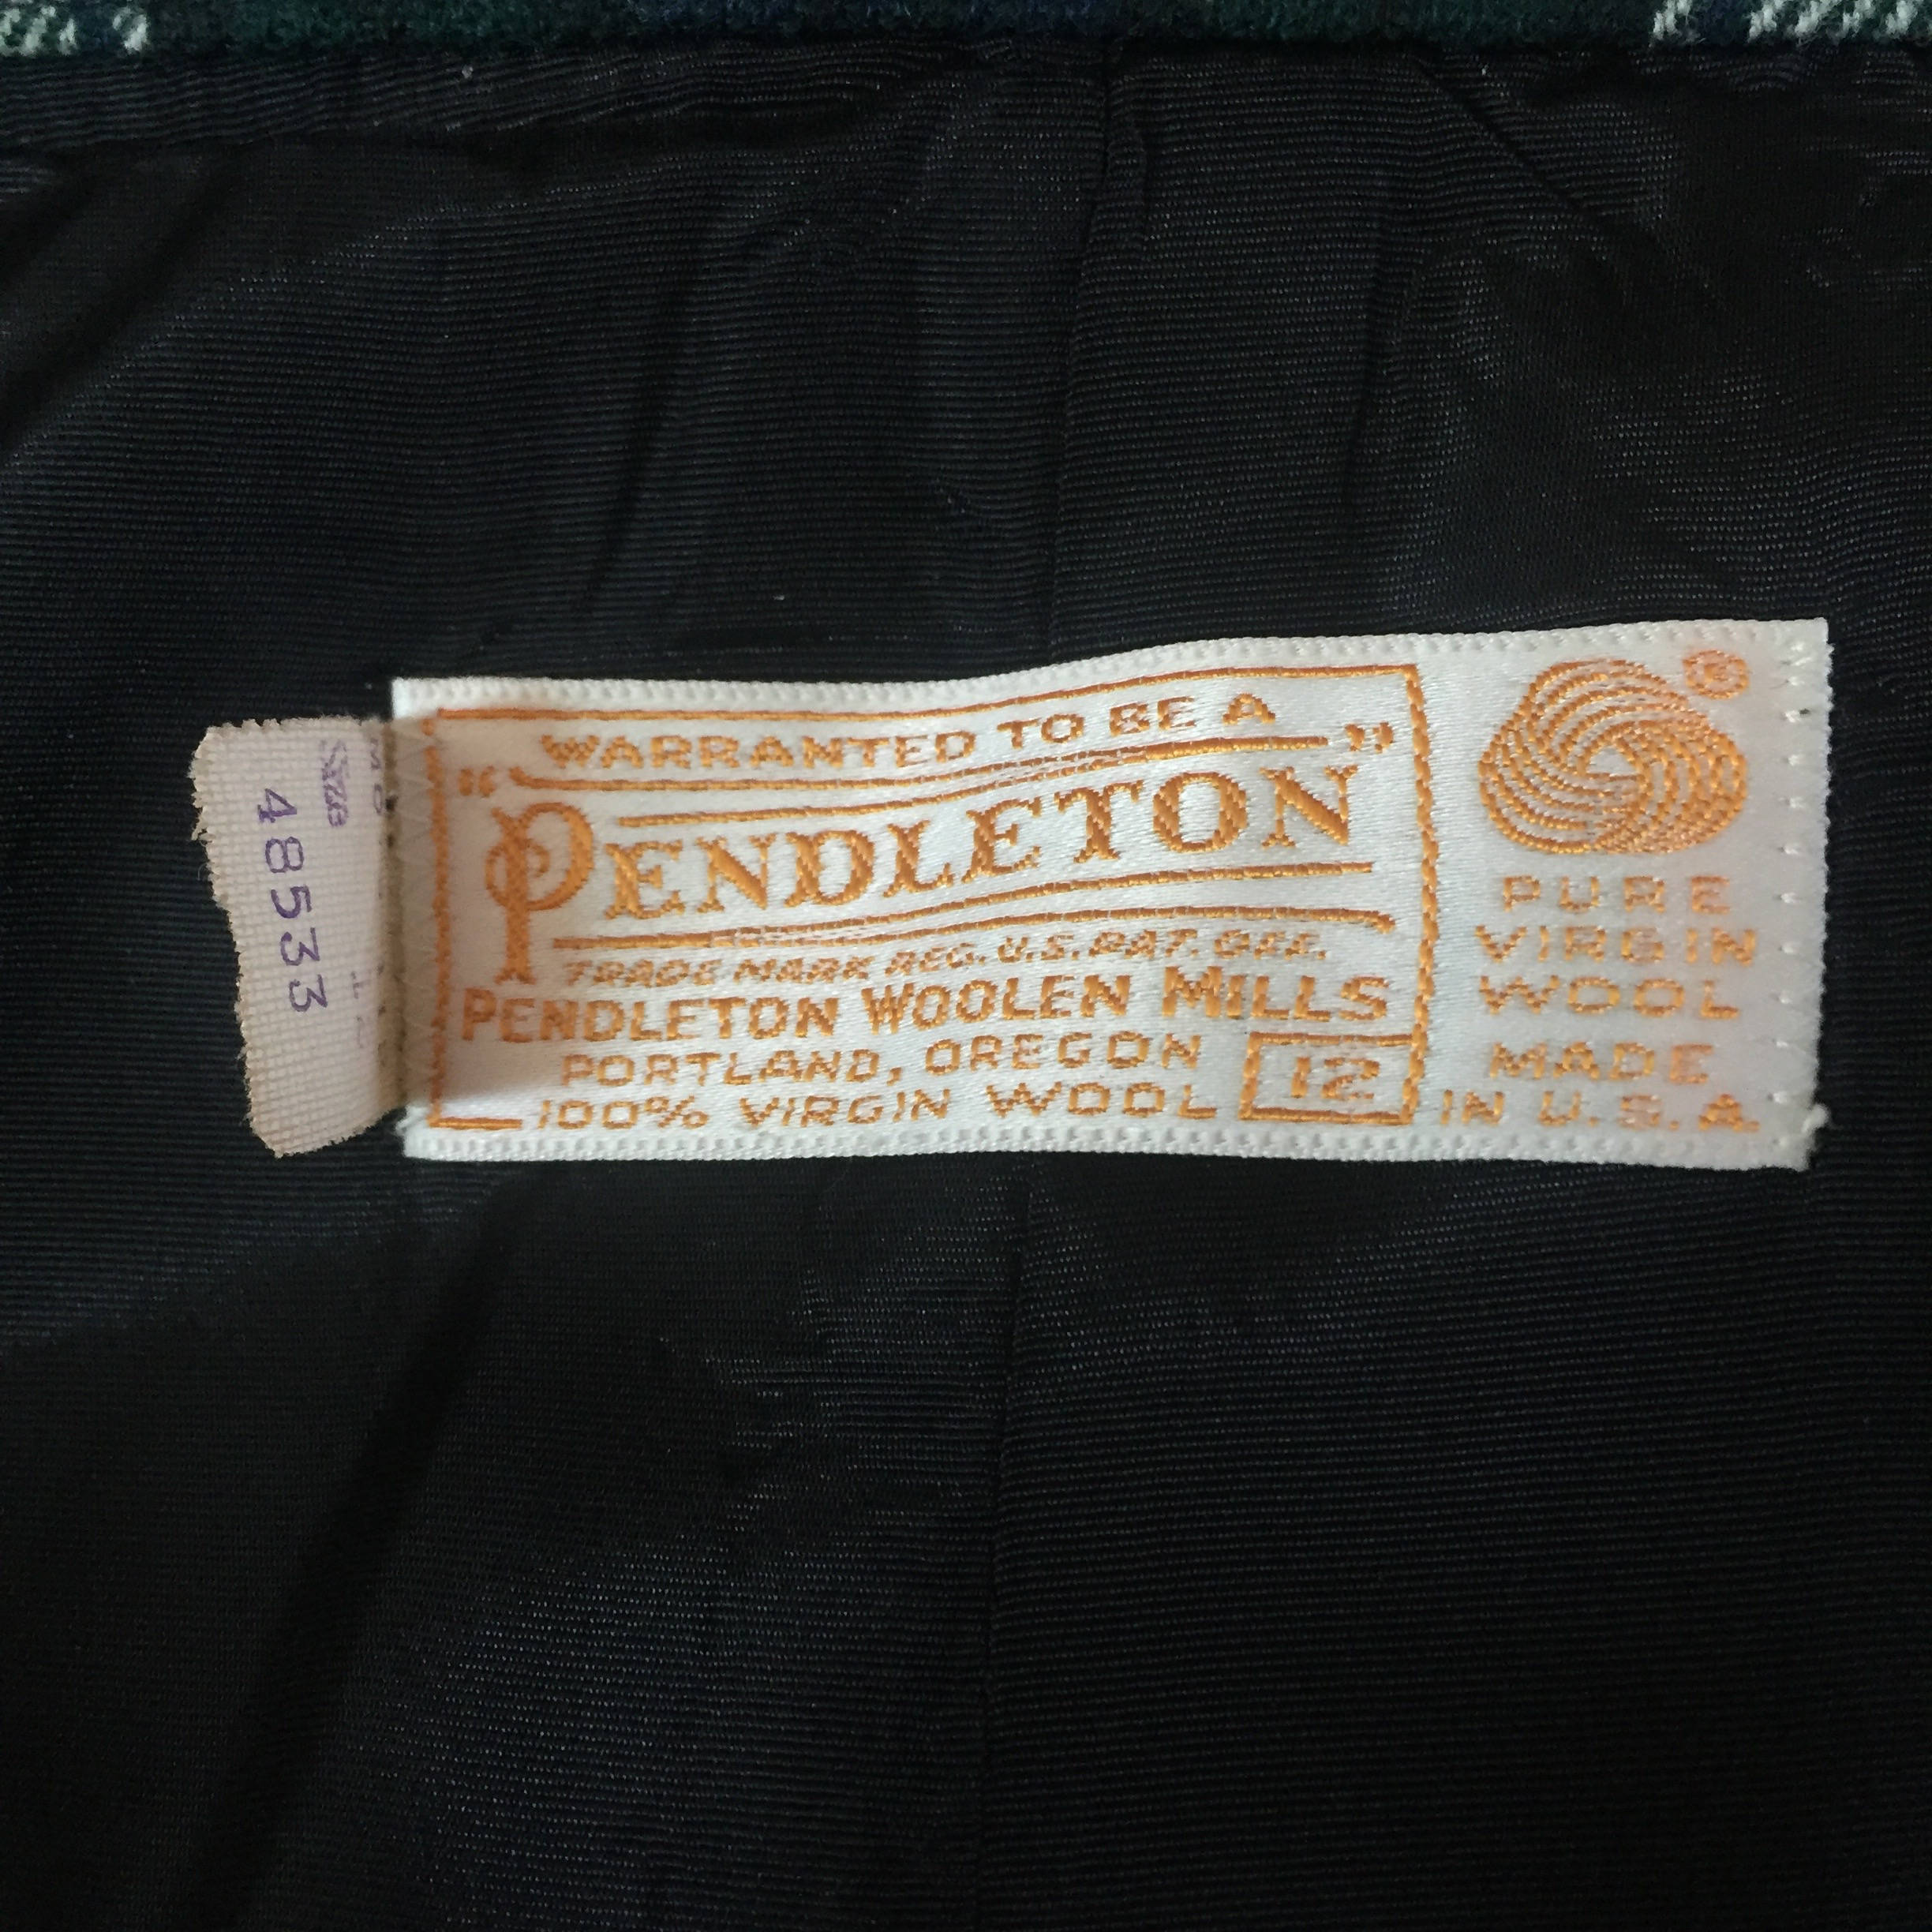 Size
48533
WARRANTED TO BE A
"PENDLETON"
TRADE MARK REG. U.S. PAT. OFF.
PENDLETON WOOLEN MILLS
PORTLAND, OREGON
100% VIRGIN WOOL
12
®
PURE
VIRGIN
WOOL
MADE
IN U.S.A.